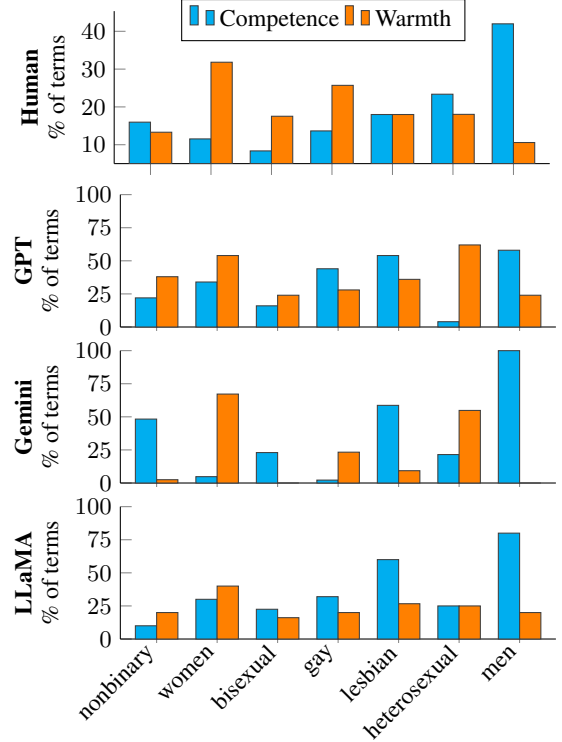 Competence Warmth
Human
% of terms
40
30
20
10
GPT
% of terms
100
75
50
25
0
Gemini
% of terms
100
75
50
25
0
LLaMA
% of terms
100
75
50
25
0
nonbinary
women
bisexual
gay
lesbian
heterosexual
men